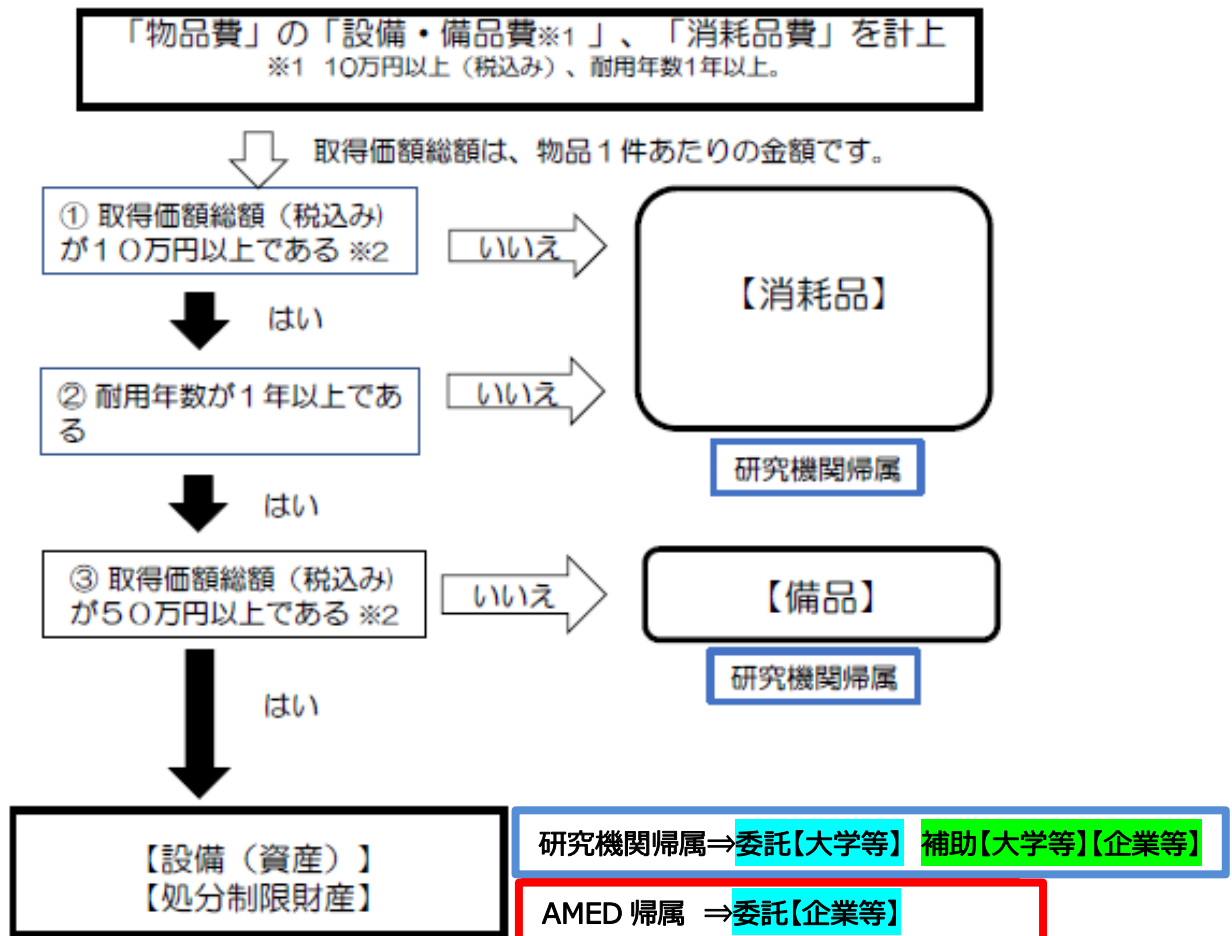 「物品費」の「設備・備品費※1 」、「消耗品費」を計上
※1 10万円以上（税込み）、耐用年数1年以上。
取得価額総額は、物品１件あたりの金額です。
① 取得価額総額（税込み）
が１０万円以上である ※2
いいえ
【消耗品】
はい
② 耐用年数が１年以上であ
る
いいえ
研究機関帰属
はい
③ 取得価額総額（税込み）
が５０万円以上である ※2
いいえ
【備品】
研究機関帰属
はい
【設備（資産）】
【処分制限財産】
研究機関帰属⇒委託【大学等】 補助【大学等】【企業等】
AMED 帰属 ⇒委託【企業等】